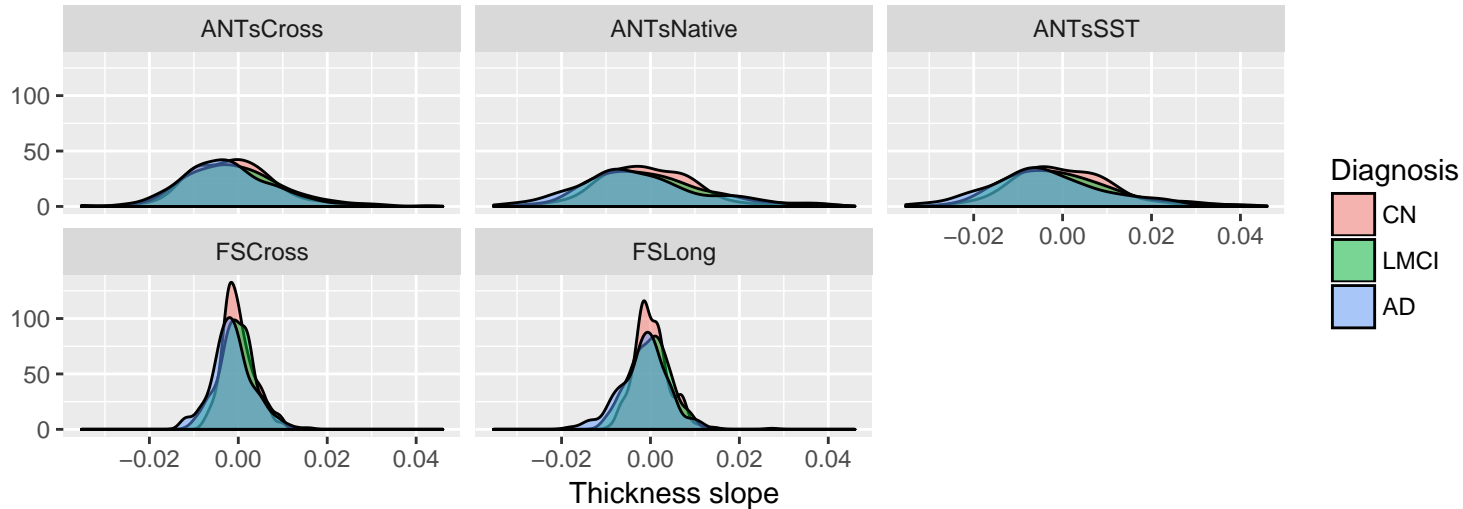 ANTsCross ANTsNative ANTsSST
100
50
0
−0.02 0.00 0.02 0.04
FSCross FSLong
100
50
0
−0.02 0.00 0.02 0.04 −0.02 0.00 0.02 0.04
Thickness slope
Diagnosis
CN
LMCI
AD